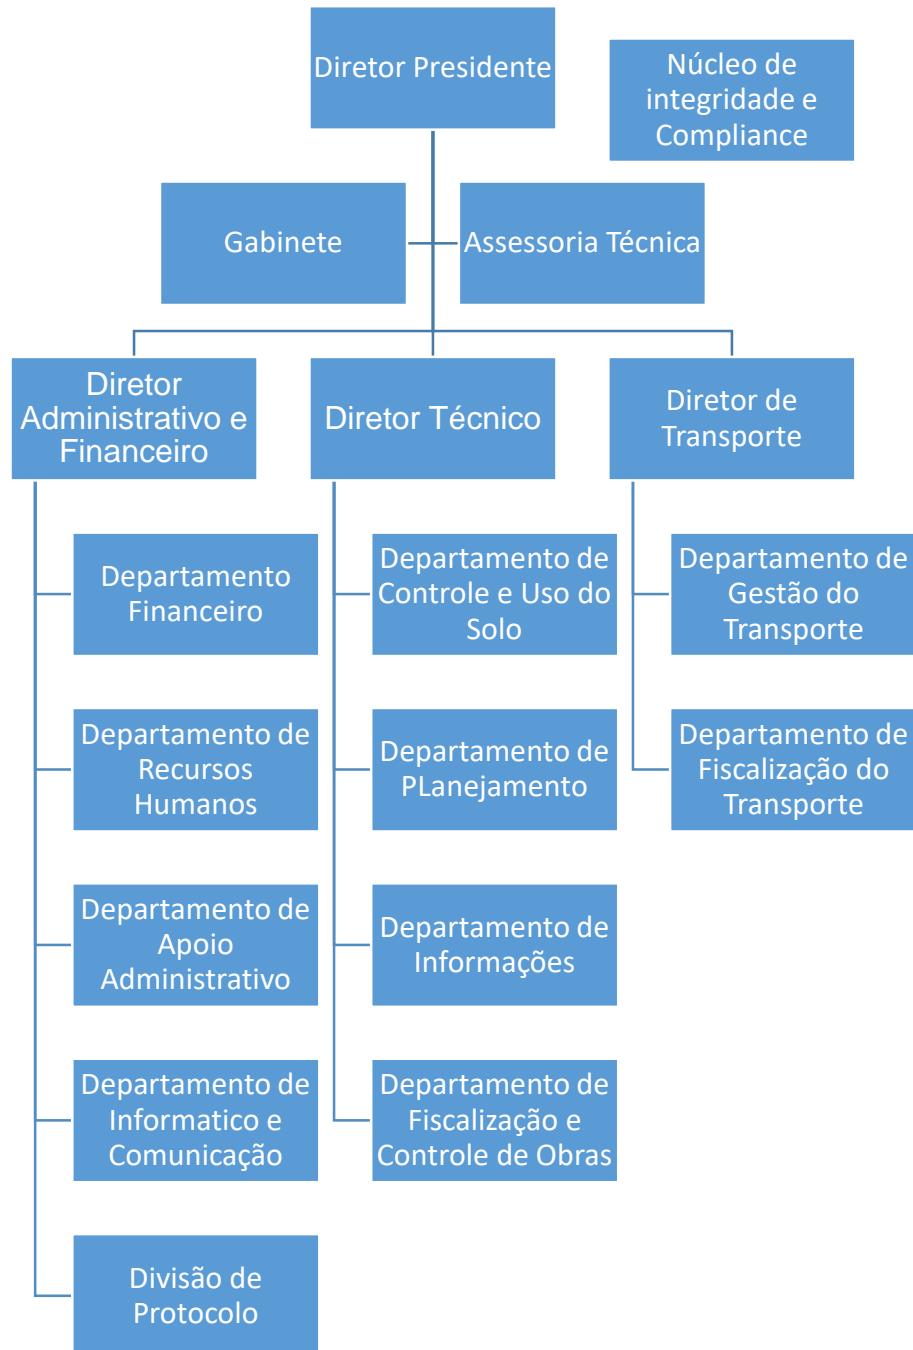 Diretor Presidente
Núcleo de
integridade e
Compliance
Gabinete
Assessoria Técnica
Diretor
Administrativo e
Financeiro
Diretor Técnico
Diretor de
Transporte
Departamento
Financeiro
Departamento de
Controle e Uso do
Solo
Departamento de
Gestão do
Transporte
Departamento de
Recursos
Humanos
Departamento de
PLanejamento
Departamento de
Fiscalização do
Transporte
Departamento de
Apoio
Administrativo
Departamento de
Informações
Departamento de
Informatico e
Comunicação
Departamento de
Fiscalização e
Controle de Obras
Divisão de
Protocolo